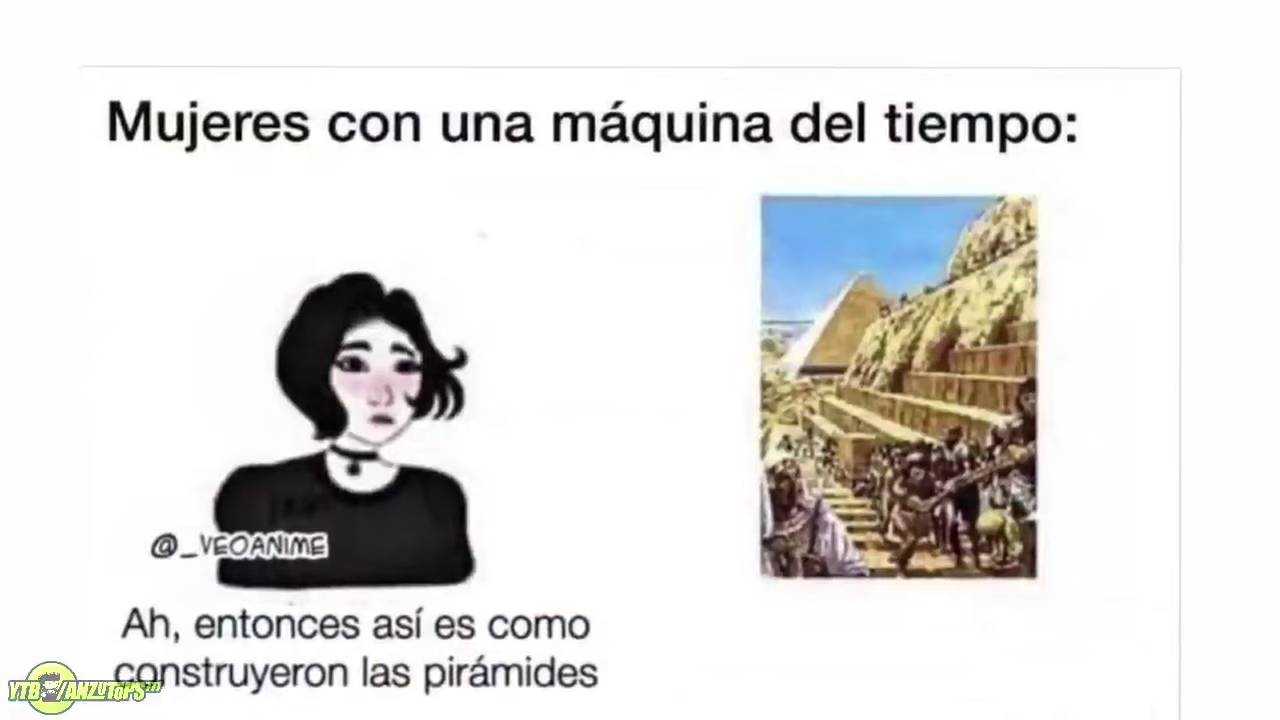 Mujeres con una máquina del tiempo:
@_VEOANIME
Ah, entonces así es como
construyeron las pirámides